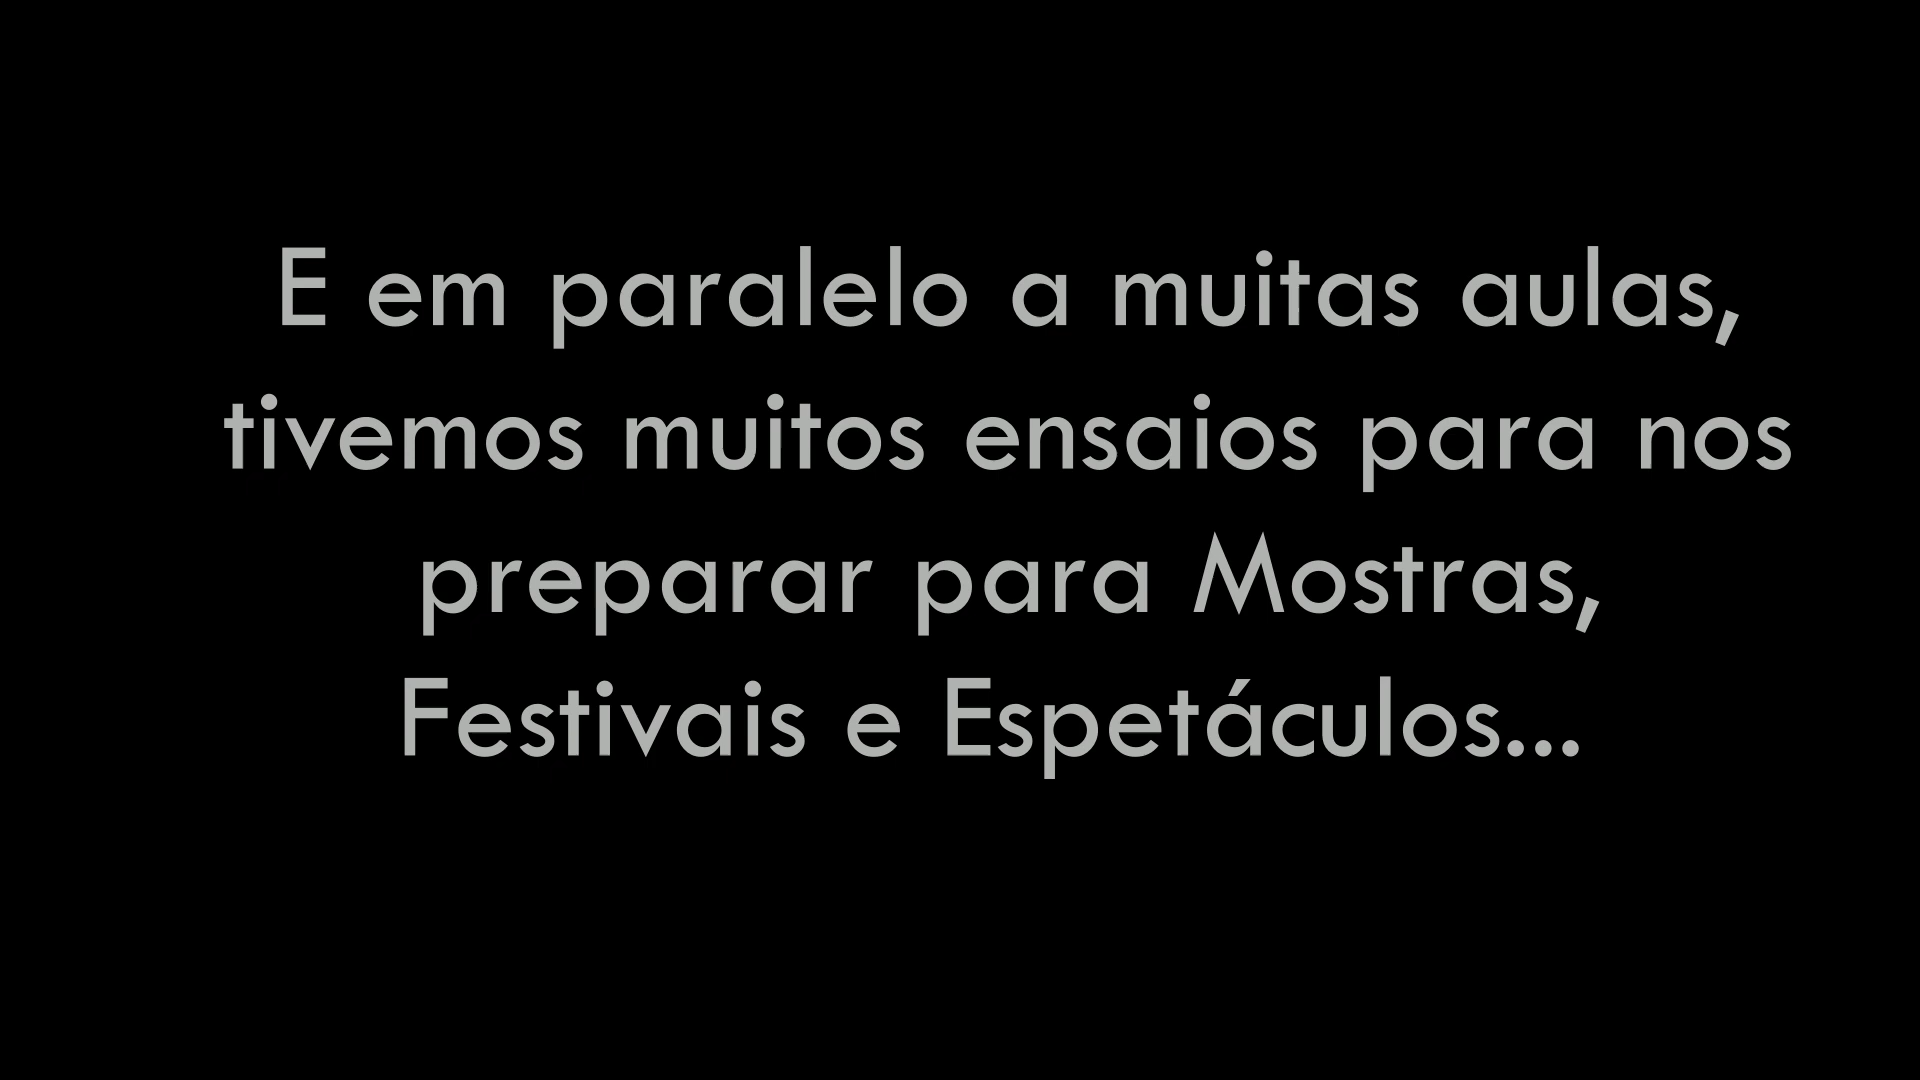 E em paralelo a muitas aulas,
tivemos muitos ensaios para nos
preparar para Mostras,
Festivais e Espetáculos...